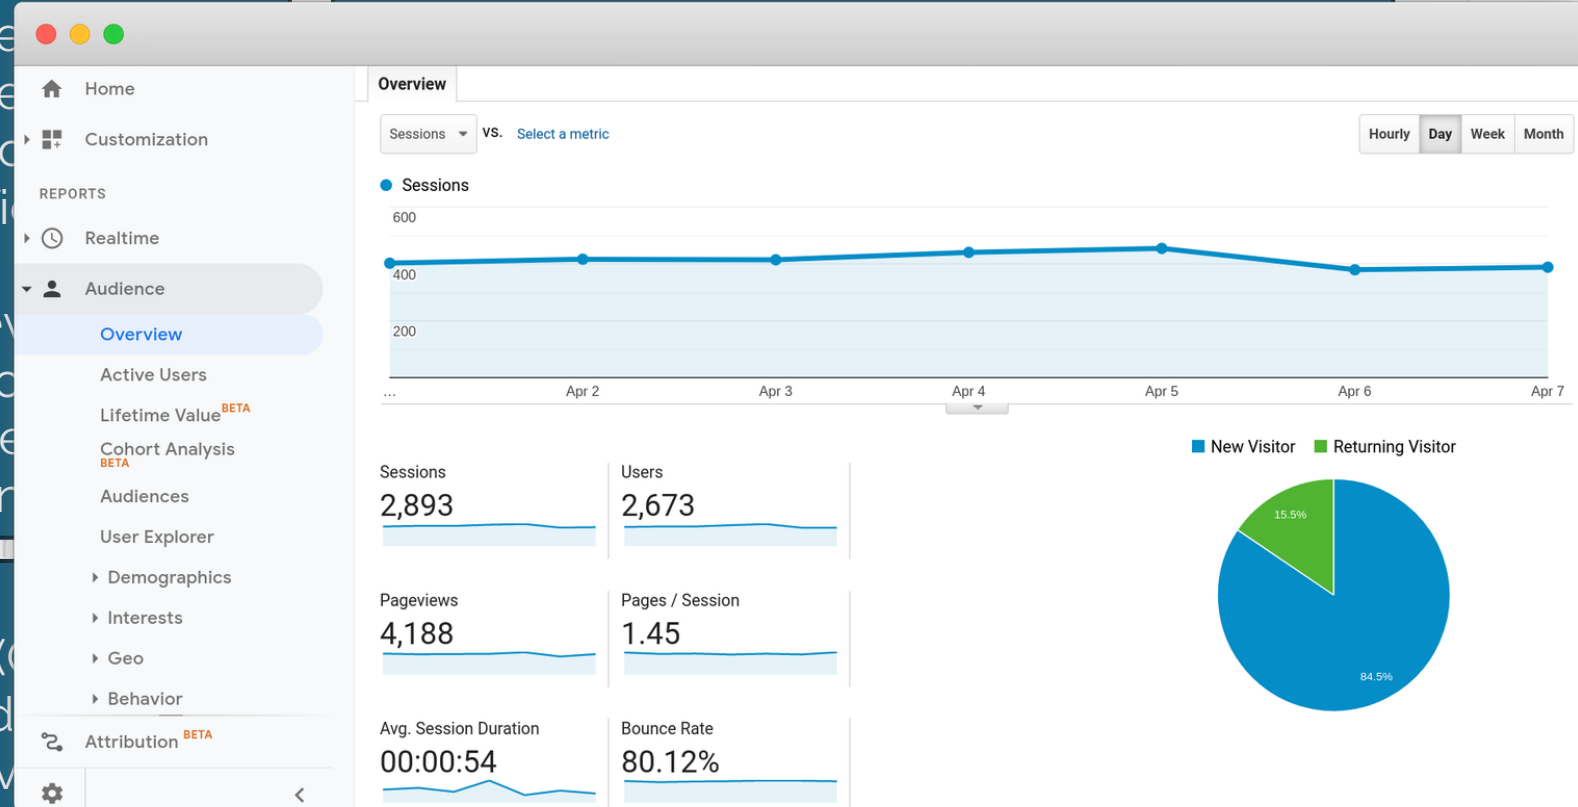 Home
Customization
REPORTS
Realtime
Audience
Overview
Active Users
Lifetime Value BETA
Cohort Analysis
BETA
Audiences
User Explorer
Demographics
Interests
Geo
Behavior
Attribution BETA
Overview
Sessions VS. Select a metric
Hourly Day Week Month
Sessions
600
400
200
... Apr 2 Apr 3 Apr 4 Apr 5 Apr 6 Apr 7
New Visitor Returning Visitor
15.5%
84.5%
Sessions
2,893
Users
2,673
Pageviews
4,188
Pages / Session
1.45
Avg. Session Duration
00:00:54
Bounce Rate
80.12%